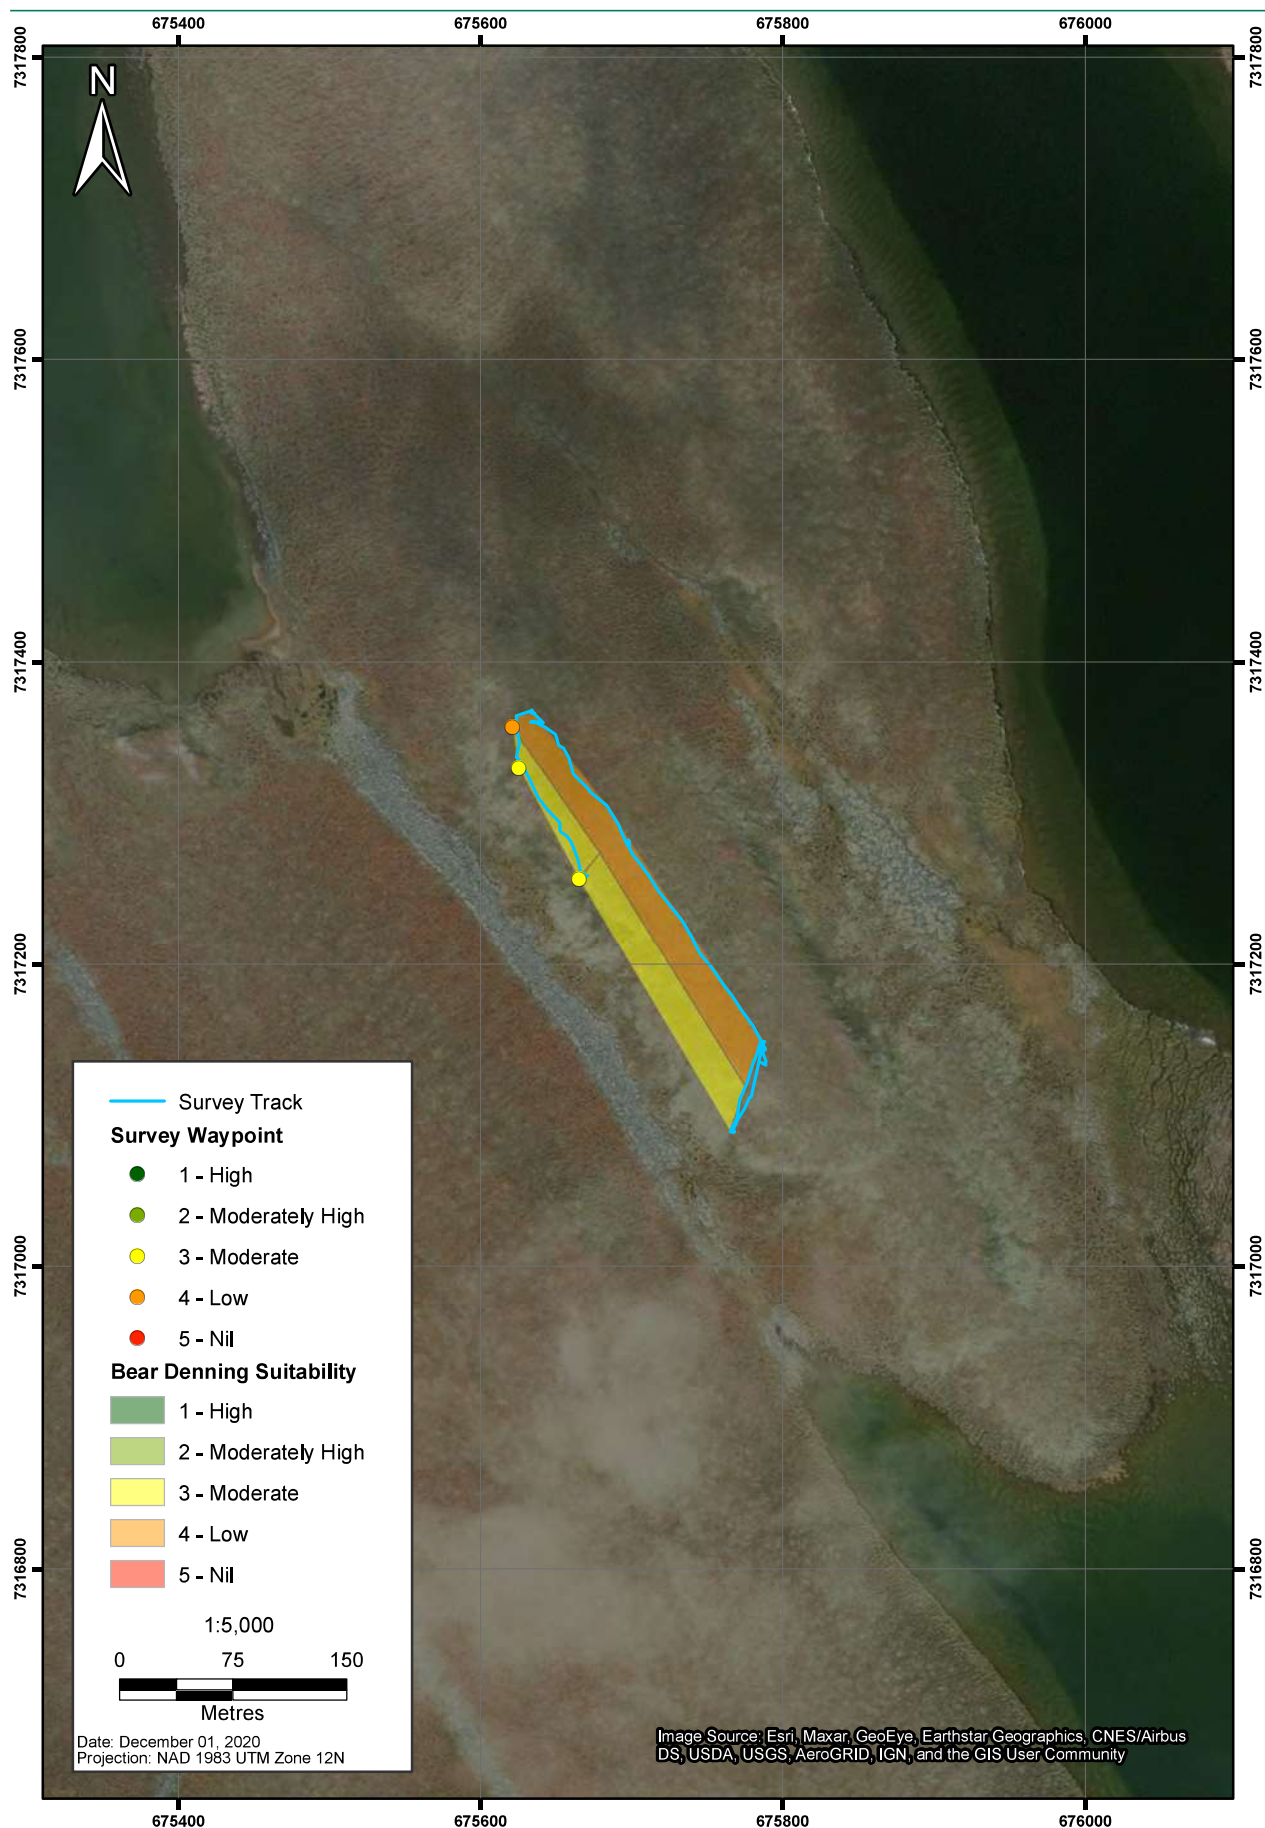 675400 675600 675800 676000
7317800 7317800
N
7317600 7317600
7317400 7317400
7317200 7317200
7317000 7317000
7316800 7316800
Survey Track
Survey Waypoint
1 - High
2 - Moderately High
3 - Moderate
4 - Low
5 - Nil
Bear Denning Suitability
1 - High
2 - Moderately High
3 - Moderate
4 - Low
5 - Nil
1:5,000
0 75 150
Metres
Date: December 01, 2020
Projection: NAD 1983 UTM Zone 12N
Image Source: Esri, Maxar, GeoEye, Earthstar Geographics, CNES/Airbus
DS, USDA, USGS, AeroGRID, IGN, and the GIS User Community
675400 675600 675800 676000